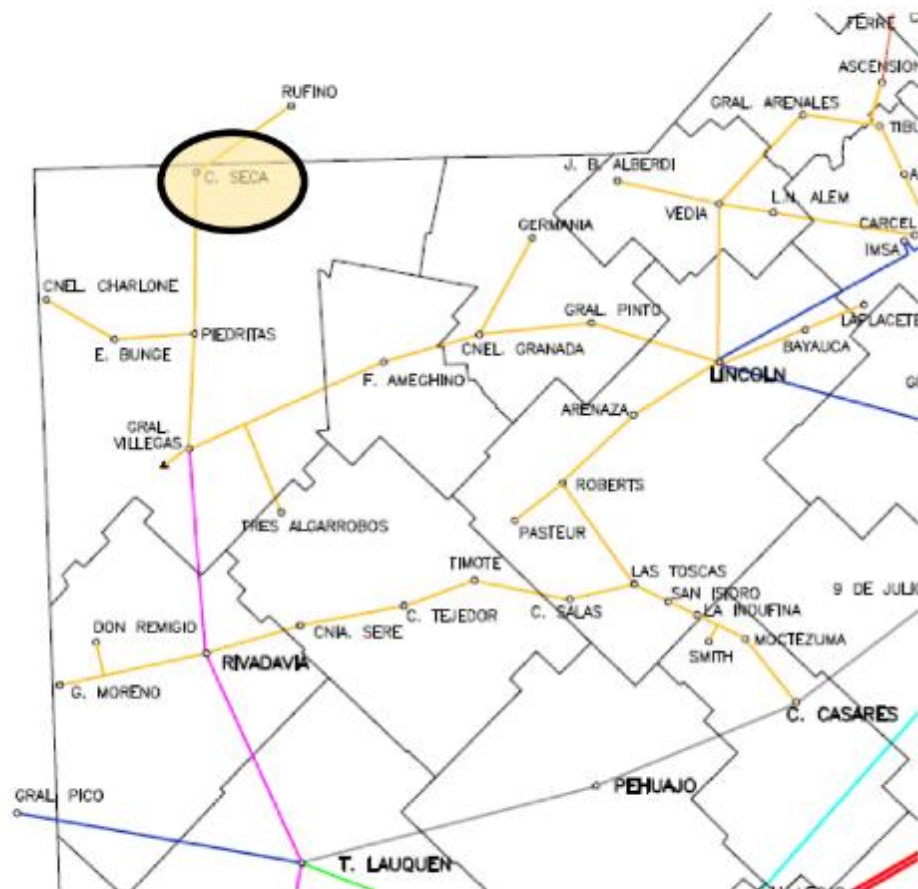 FERRE
RUFINO
ASCENSION
GRAL. ARENALES
TIBU
C. SECA
J. B. ALBERDI
L.N. ALEM
VEDIA
CARCEL
IMSA
GERMANIA
CNEL. CHARLONE
GRAL. PINTO
LAPLACETE
PIEDRITAS
CNEL. GRANADA
BAYAUCA
E. BUNGE
F. AMEGHINO
LINCOLN
ARENAZA
GRAL.
VILLEGAS
ROBERTS
TRES ALGARROBOS
PASTEUR
TIMOTE
LAS TOSCAS
9 DE JULIO
SAN ISIDRO
C. TEJEDOR
C. SALAS
LA INDUFINA
DON REMIGIO
CNIA. SERE
MOCTEZUMA
SMITH
RIVADAVIA
G. MORENO
C. CASARES
PEHUAJO
GRAL. PICO
T. LAUQUEN